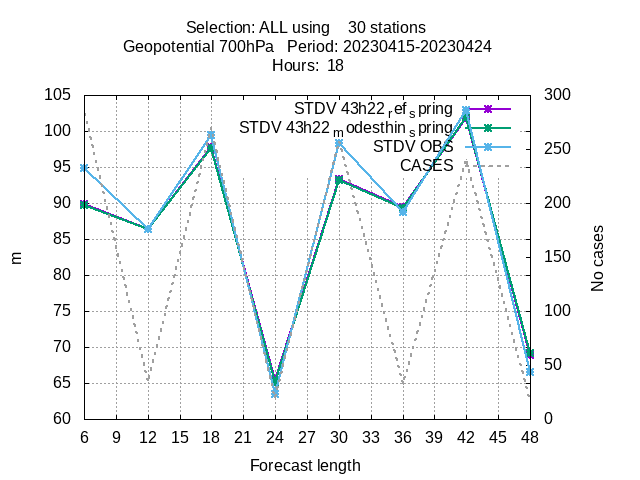 Selection: ALL using    30 stations
Geopotential 700hPa   Period: 20230415-20230424
Hours:  18
STDV 43h22 ref spring
STDV 43h22 modesthin spring
STDV OBS
CASES
105
100
95
90
85
80
75
70
65
60
300
250
200
150
100
50
0
m
No cases
6 9 12 15 18 21 24 27 30 33 36 39 42 45 48
Forecast length